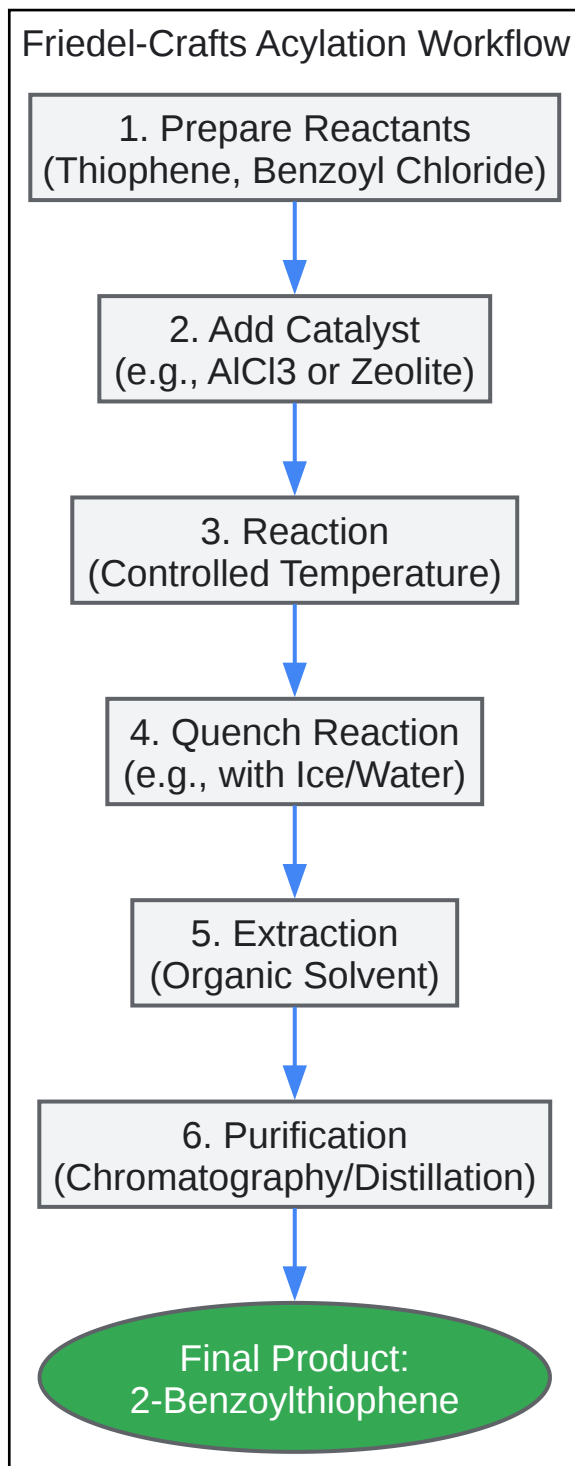 Friedel-Crafts Acylation Workflow
1. Prepare Reactants
(Thiophene, Benzoyl Chloride)
2. Add Catalyst
(e.g., AlCl3 or Zeolite)
3. Reaction
(Controlled Temperature)
4. Quench Reaction
(e.g., with Ice/Water)
5. Extraction
(Organic Solvent)
6. Purification
(Chromatography/Distillation)
Final Product:
2-Benzoylthiophene